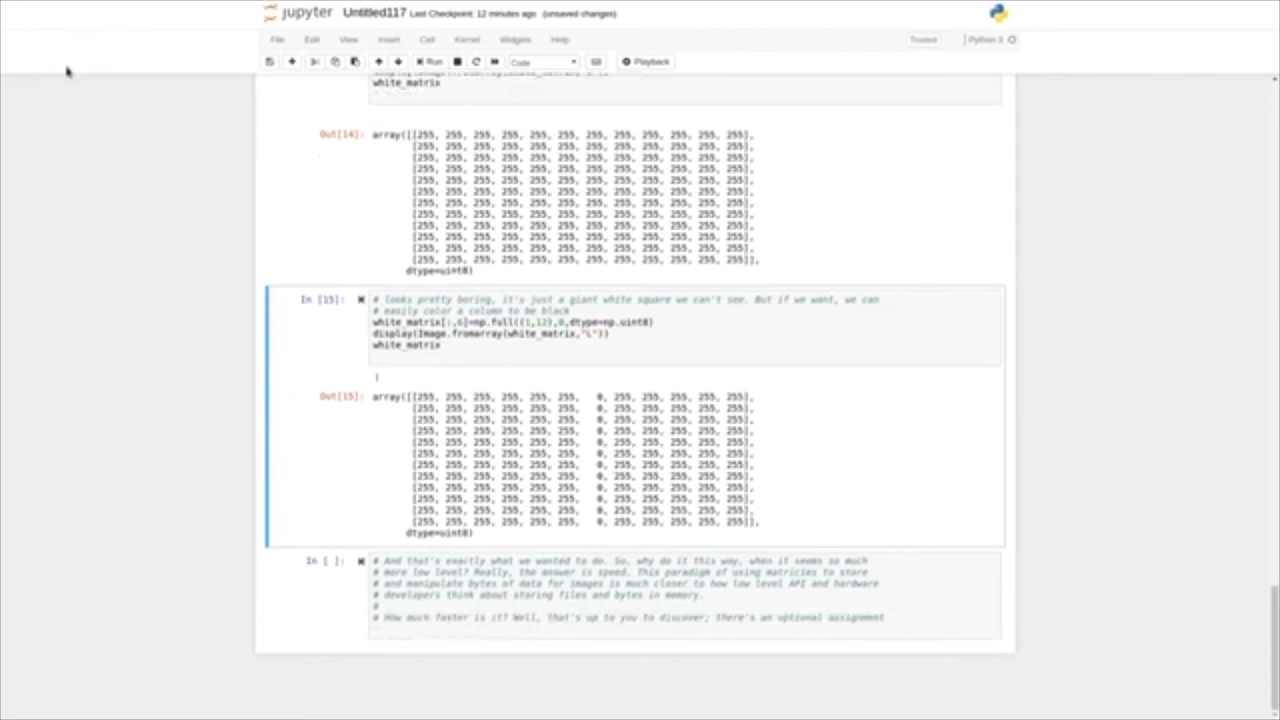 jupyter Untitled117 Last Checkpoint: 12 minutes ago (unsaved changes)
File Edit View Insert Cell Kernel Widgets Help Trusted Python 3
Run Code Playback
white_matrix
Out[14]: array([[255, 255, 255, 255, 255, 255, 255, 255, 255, 255, 255, 255],
[255, 255, 255, 255, 255, 255, 255, 255, 255, 255, 255, 255],
[255, 255, 255, 255, 255, 255, 255, 255, 255, 255, 255, 255],
[255, 255, 255, 255, 255, 255, 255, 255, 255, 255, 255, 255],
[255, 255, 255, 255, 255, 255, 255, 255, 255, 255, 255, 255],
[255, 255, 255, 255, 255, 255, 255, 255, 255, 255, 255, 255],
[255, 255, 255, 255, 255, 255, 255, 255, 255, 255, 255, 255],
[255, 255, 255, 255, 255, 255, 255, 255, 255, 255, 255, 255],
[255, 255, 255, 255, 255, 255, 255, 255, 255, 255, 255, 255],
[255, 255, 255, 255, 255, 255, 255, 255, 255, 255, 255, 255],
[255, 255, 255, 255, 255, 255, 255, 255, 255, 255, 255, 255],
[255, 255, 255, 255, 255, 255, 255, 255, 255, 255, 255, 255]],
dtype=uint8)
In [15]: # looks pretty boring, it's just a giant white square we can't see. But if we want, we can
# easily color a column to be black
white_matrix[:,6]=np.full((1,12),0,dtype=np.uint8)
display(Image.fromarray(white_matrix,"L"))
white_matrix
Out[15]: array([[255, 255, 255, 255, 255, 255, 0, 255, 255, 255, 255, 255],
[255, 255, 255, 255, 255, 255, 0, 255, 255, 255, 255, 255],
[255, 255, 255, 255, 255, 255, 0, 255, 255, 255, 255, 255],
[255, 255, 255, 255, 255, 255, 0, 255, 255, 255, 255, 255],
[255, 255, 255, 255, 255, 255, 0, 255, 255, 255, 255, 255],
[255, 255, 255, 255, 255, 255, 0, 255, 255, 255, 255, 255],
[255, 255, 255, 255, 255, 255, 0, 255, 255, 255, 255, 255],
[255, 255, 255, 255, 255, 255, 0, 255, 255, 255, 255, 255],
[255, 255, 255, 255, 255, 255, 0, 255, 255, 255, 255, 255],
[255, 255, 255, 255, 255, 255, 0, 255, 255, 255, 255, 255],
[255, 255, 255, 255, 255, 255, 0, 255, 255, 255, 255, 255],
[255, 255, 255, 255, 255, 255, 0, 255, 255, 255, 255, 255]],
dtype=uint8)
In [ ]: # And that's exactly what we wanted to do. So, why do it this way, when it seems so much
# more low level? Really, the answer is speed. This paradigm of using matricies to store
# and manipulate bytes of data for images is much closer to how low level API and hardware
# developers think about storing files and bytes in memory.
#
# How much faster is it? Well, that's up to you to discover; there's an optional assignment